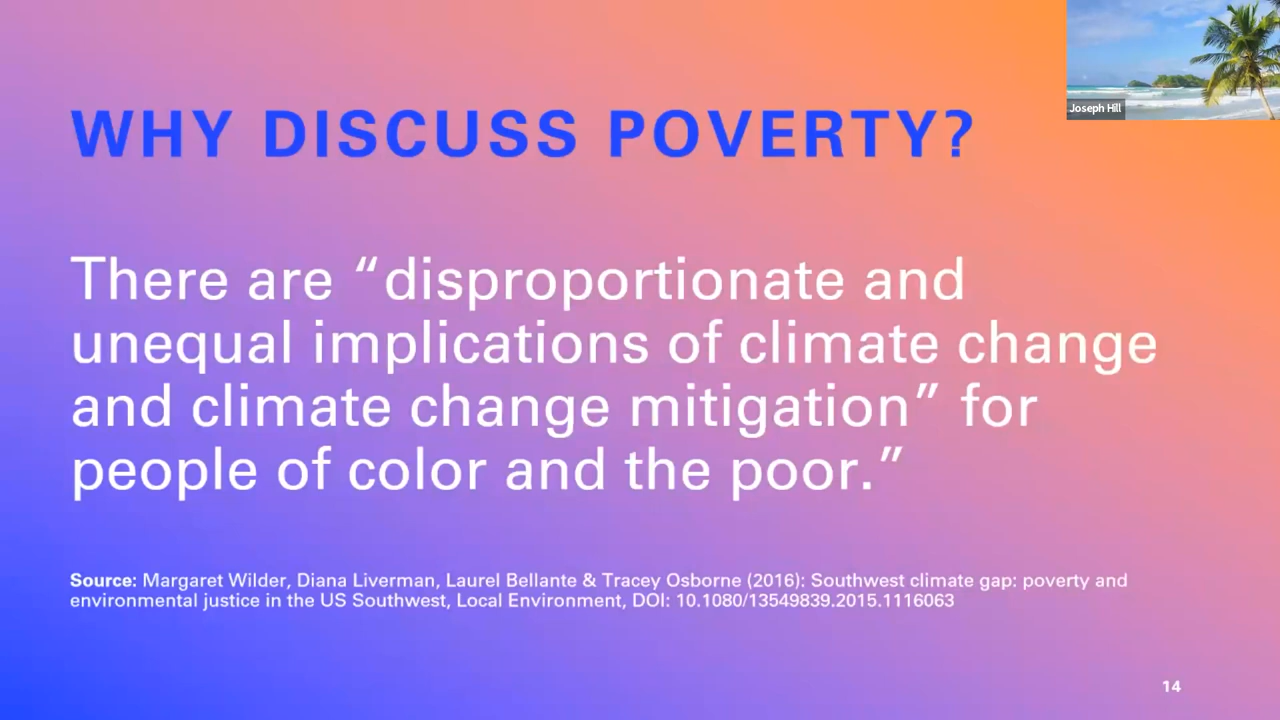 Joseph Hill
WHY DISCUSS POVERTY?
There are “disproportionate and
unequal implications of climate change
and climate change mitigation” for
people of color and the poor.”
Source: Margaret Wilder, Diana Liverman, Laurel Bellante & Tracey Osborne (2016): Southwest climate gap: poverty and
environmental justice in the US Southwest, Local Environment, DOI: 10.1080/13549839.2015.1116063
14